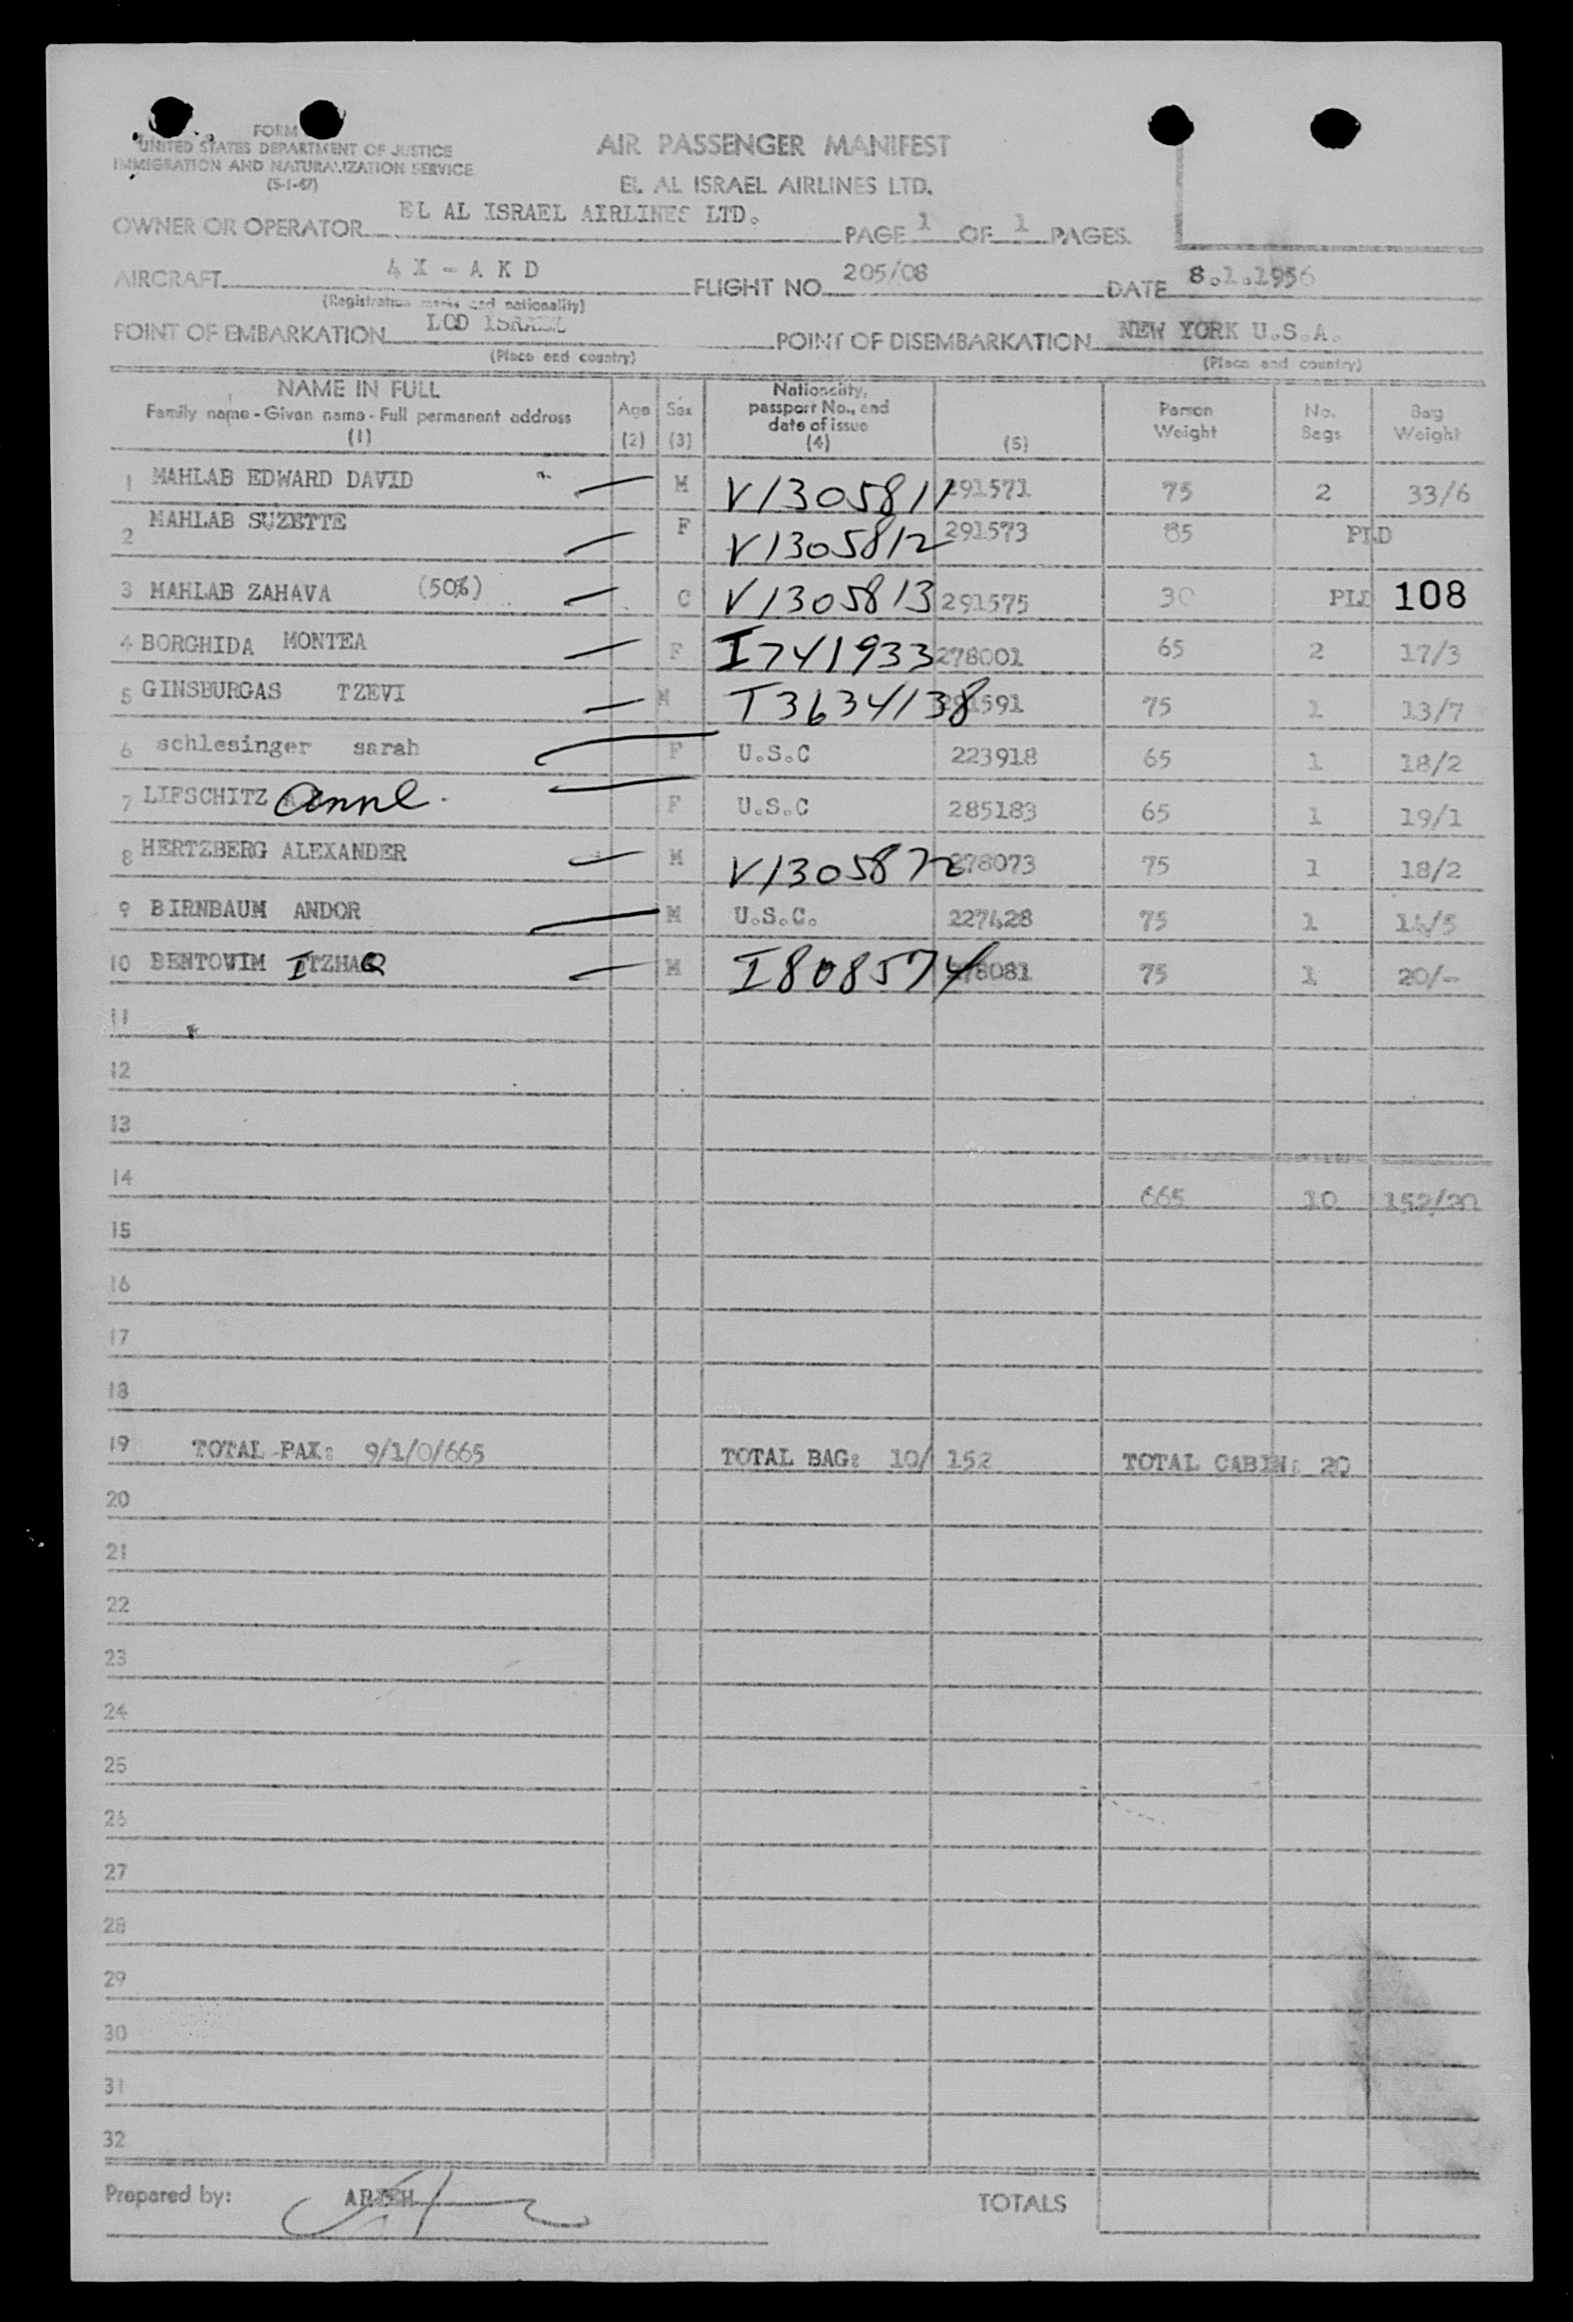 FORM
UNITED STATES DEPARTMENT OF JUSTICE
IMMIGRATION AND NATURALIZATION SERVICE
(5-1-47)
AIR PASSENGER MANIFEST
EL AL ISRAEL AIRLINES LTD.
OWNER OR OPERATOR EL AL ISRAEL AIRLINES LTD. PAGE 1 OF 1 PAGES
AIRCRAFT 4 X - A K D FLIGHT NO 205/08 DATE 8.1.1956
(Registration marks and nationality)
POINT OF EMBARKATION LOD ISRAEL POINT OF DISEMBARKATION NEW YORK U.S.A.
(Place and country) (Place and country)
NAME IN FULL
Family name - Given name - Full permanent address
(1)
Age
(2)
Sex
(3)
Nationality,
passport No., and
date of issue
(4)
(5)
Person
Weight
No.
Bags
Bag
Weight
1 MAHLAB EDWARD DAVID M V1305811 291571 75 2 33/6
2 MAHLAB SUZETTE F V1305812 291573 PLD
3 MAHLAB ZAHAVA (50%) C V1305813 291575 30 PLD 108
4 BORGHIDA MONTEA F I741933 278001 65 2 17/3
5 GINSBURGAS TZEVI M T3634138 591 75 1 13/7
6 schlesinger sarah F U.S.C 223918 65 1 18/2
7 LIFSCHITZ Anne. F U.S.C 285183 65 1 19/1
8 HERTZBERG ALEXANDER M V1305872 278073 75 1 18/2
9 BIRNBAUM ANDOR M U.S.C. 227428 75 1 14/5
10 BENTOVIM ITZHAQ M I808574 278081 75 1 20/-
11
12
13
14 665 10 152/20
15
16
17
18
19 TOTAL PAX: 9/1/0/665 TOTAL BAG: 10/ 152 TOTAL CABIN: 20
20
21
22
23
24
25
26
27
28
29
30
31
32
Prepared by: ARIEH TOTALS